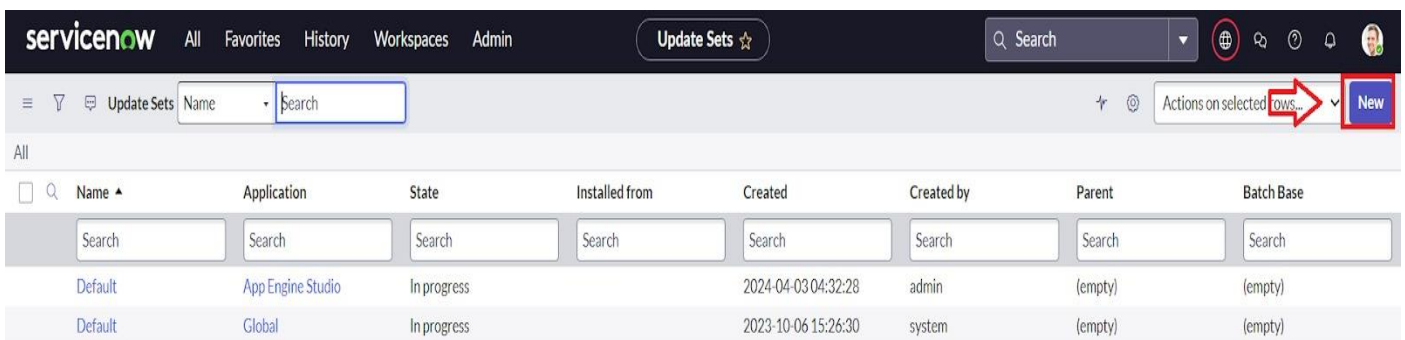 servicenow All Favorites History Workspaces Admin Update Sets Search
Update Sets Name Search Actions on selected rows... New
All
Name Application State Installed from Created Created by Parent Batch Base
Search Search Search Search Search Search Search Search
Default App Engine Studio In progress 2024-04-03 04:32:28 admin (empty) (empty)
Default Global In progress 2023-10-06 15:26:30 system (empty) (empty)